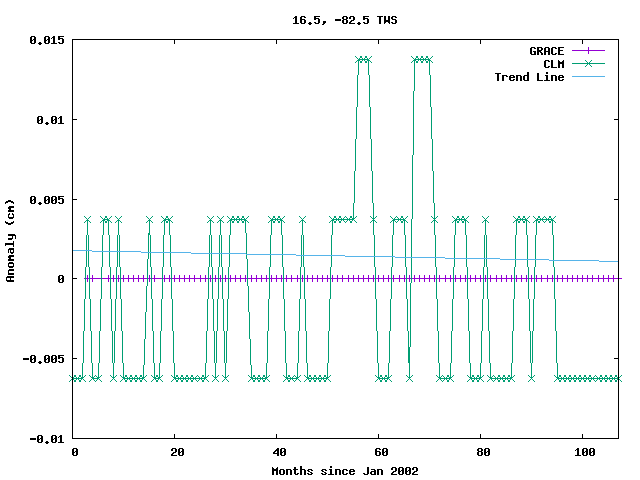 16.5, -82.5 TWS
0.015
0.01
0.005
0
-0.005
-0.01
GRACE
CLM
Trend Line
Anomaly (cm)
0 20 40 60 80 100
Months since Jan 2002